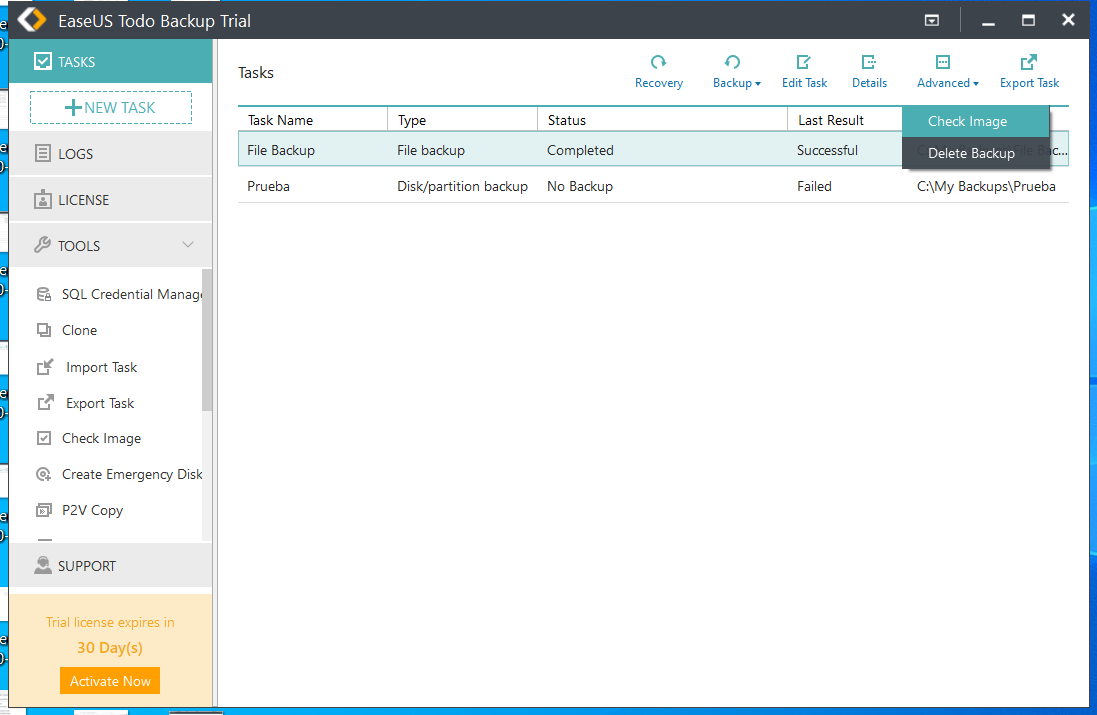 EaseUS Todo Backup Trial
TASKS
NEW TASK
LOGS
LICENSE
TOOLS
SQL Credential Manage
Clone
Import Task
Export Task
Check Image
Create Emergency Disk
P2V Copy
SUPPORT
Trial license expires in
30 Day(s)
Activate Now
Tasks
Recovery
Backup
Edit Task
Details
Advanced
Export Task
Check Image
Delete Backup
Task Name Type Status Last Result
File Backup File backup Completed Successful
Prueba Disk/partition backup No Backup Failed C:\My Backups\Prueba